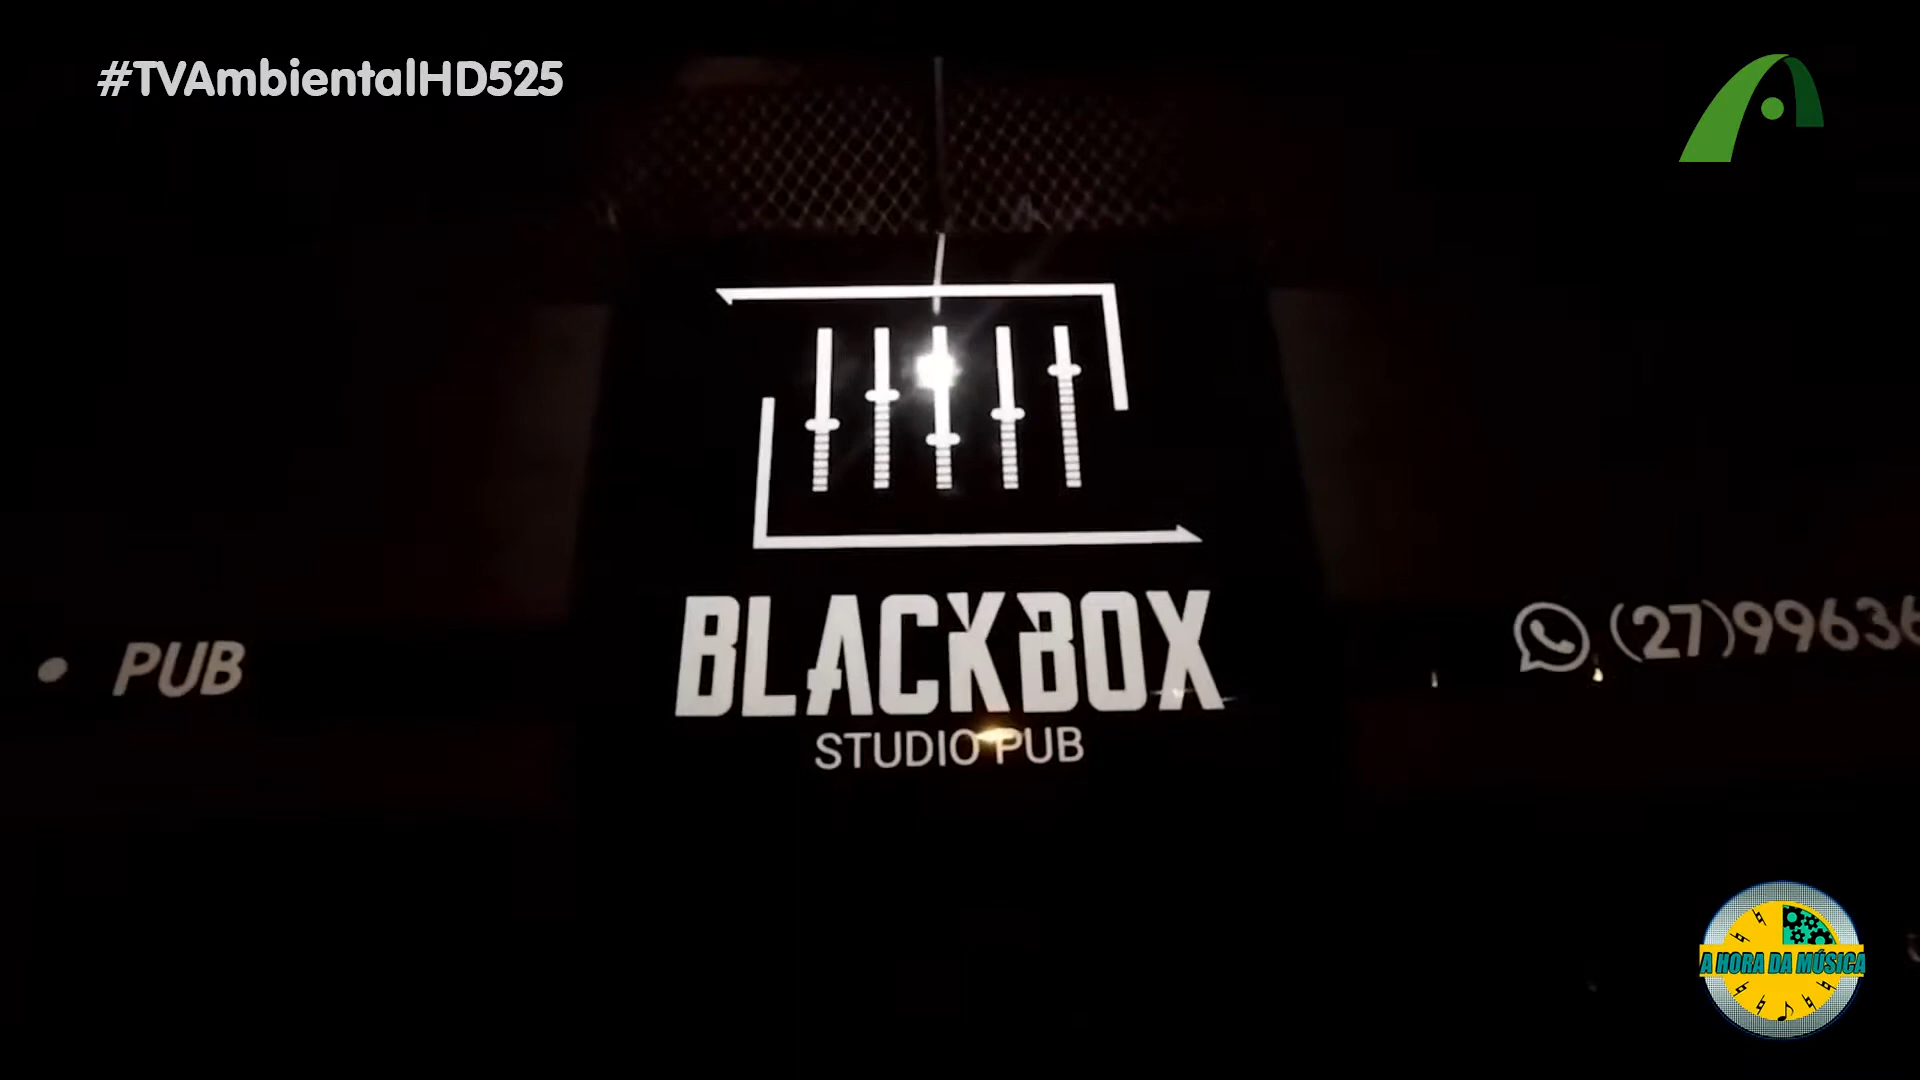 #TVAmbientalHD525
BLACKBOX
STUDIO PUB
• PUB
(27)99636
A HORA DA MÚSICA